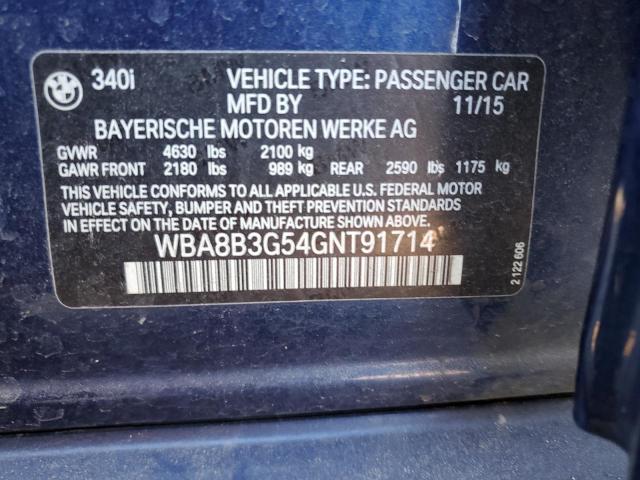 340i VEHICLE TYPE: PASSENGER CAR
MFD BY 11/15
BAYERISCHE MOTOREN WERKE AG
GVWR 4630 lbs 2100 kg
GAWR FRONT 2180 lbs 989 kg REAR 2590 lbs 1175 kg
THIS VEHICLE CONFORMS TO ALL APPLICABLE U.S. FEDERAL MOTOR
VEHICLE SAFETY, BUMPER AND THEFT PREVENTION STANDARDS
IN EFFECT ON THE DATE OF MANUFACTURE SHOWN ABOVE.
WBA8B3G54GNT91714
2 122 606